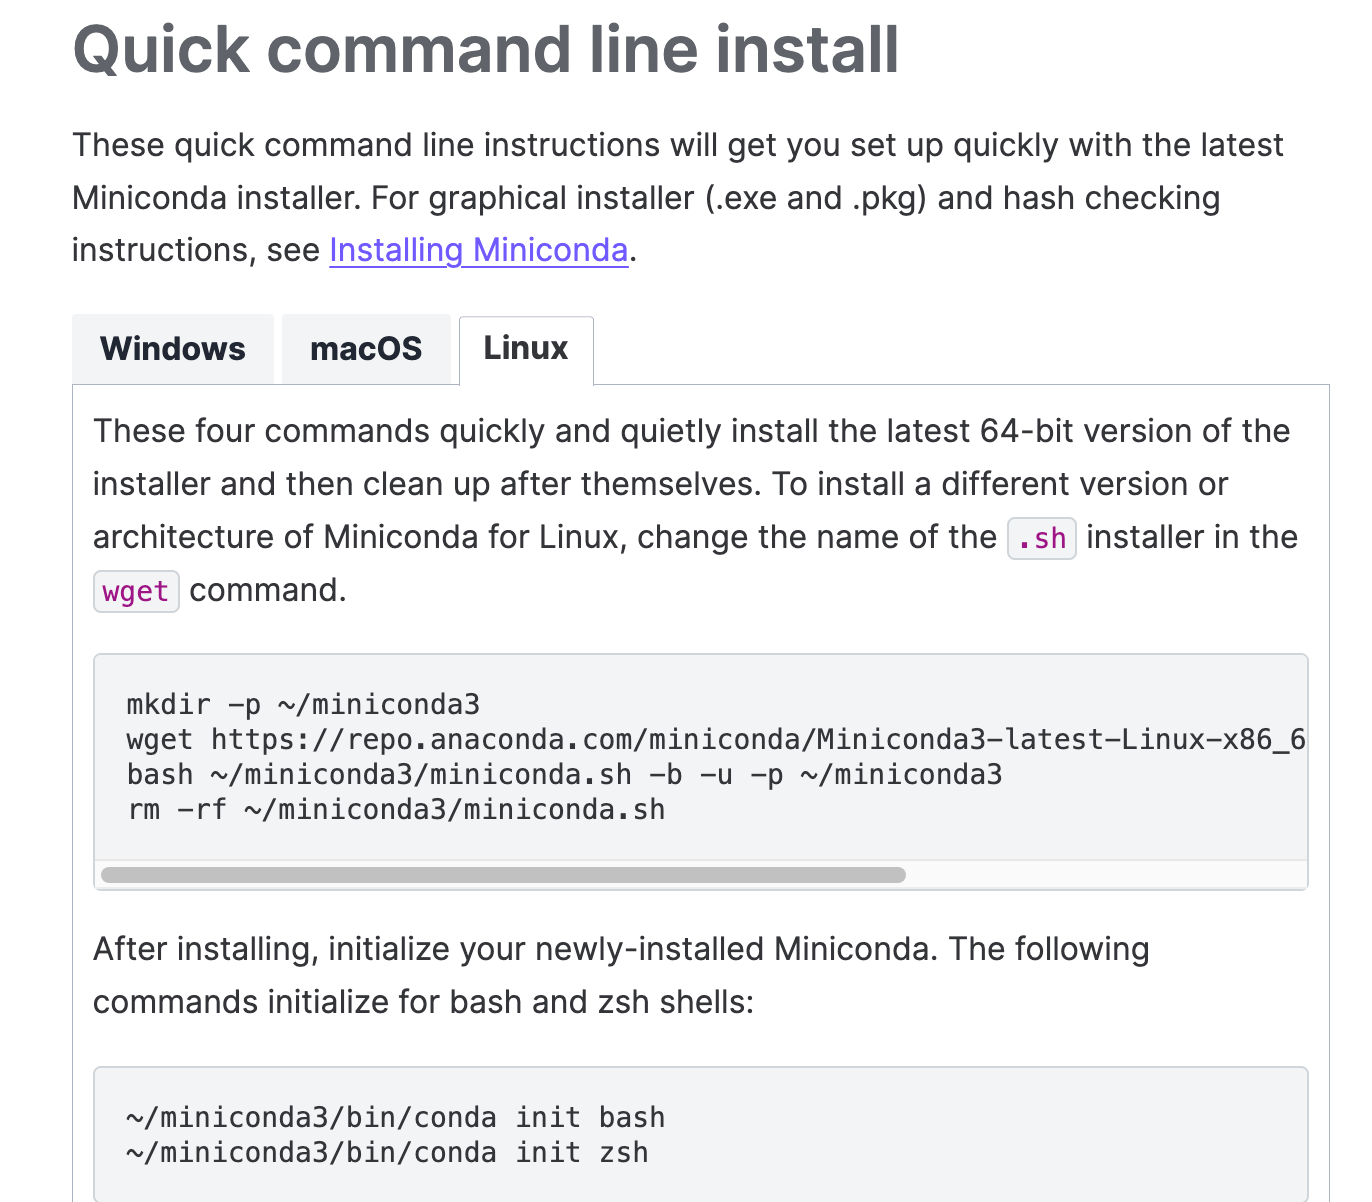 Quick command line install
These quick command line instructions will get you set up quickly with the latest
Miniconda installer. For graphical installer (.exe and .pkg) and hash checking
instructions, see Installing Miniconda.
Windows macOS Linux
These four commands quickly and quietly install the latest 64-bit version of the
installer and then clean up after themselves. To install a different version or
architecture of Miniconda for Linux, change the name of the .sh installer in the
wget command.
mkdir -p ~/miniconda3
wget https://repo.anaconda.com/miniconda/Miniconda3-latest-Linux-x86_6
bash ~/miniconda3/miniconda.sh -b -u -p ~/miniconda3
rm -rf ~/miniconda3/miniconda.sh
After installing, initialize your newly-installed Miniconda. The following
commands initialize for bash and zsh shells:
~/miniconda3/bin/conda init bash
~/miniconda3/bin/conda init zsh